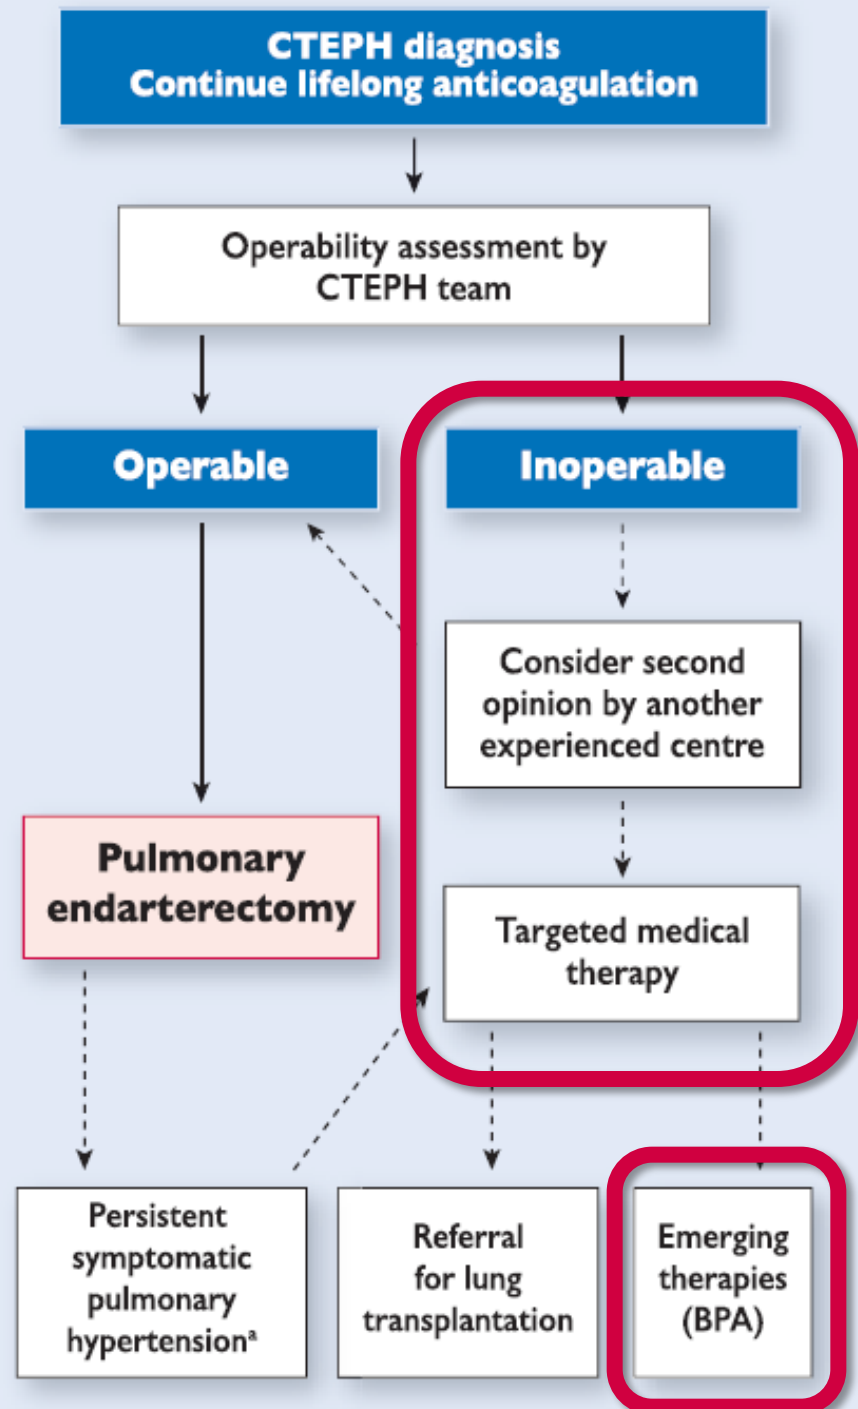 CTEPH diagnosis
Continue lifelong anticoagulation
Operability assessment by
CTEPH team
Operable
Inoperable
Consider second
opinion by another
experienced centre
Pulmonary
endarterectomy
Targeted medical
therapy
Persistent
symptomatic
pulmonary
hypertensionᵃ
Referral
for lung
transplantation
Emerging
therapies
(BPA)